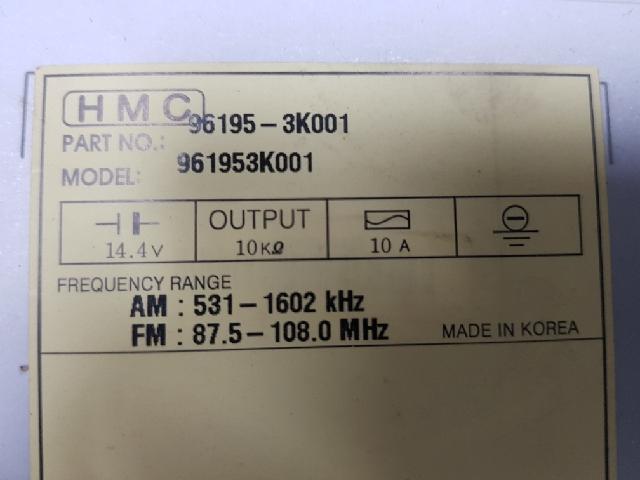 HMC
PART NO.: 96195-3K001
MODEL: 961953K001
14.4V OUTPUT 10KΩ 10 A
FREQUENCY RANGE
AM : 531-1602 kHz
FM : 87.5-108.0 MHz MADE IN KOREA